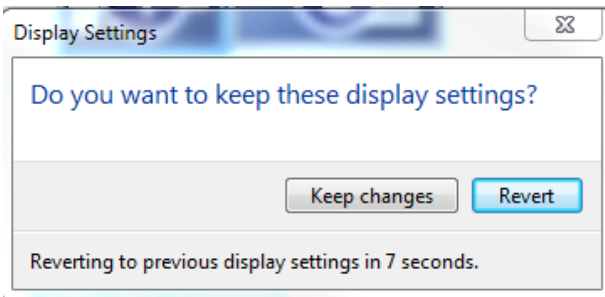 Display Settings
Do you want to keep these display settings?
Keep changes Revert
Reverting to previous display settings in 7 seconds.